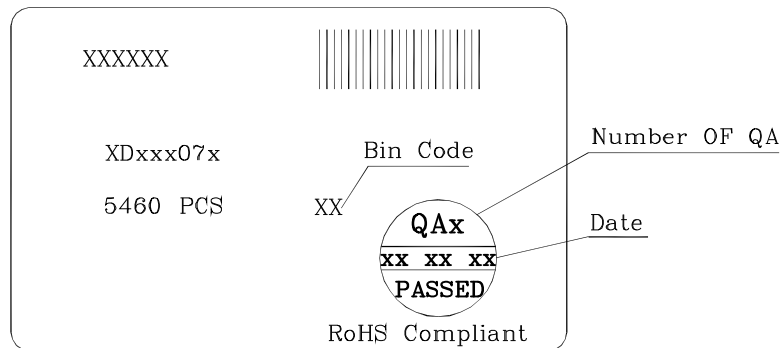 XXXXXX
XDxxx07x
Bin Code
Number OF QA
5460 PCS
XX
QAx
Date
xx xx xx
PASSED
RoHS Compliant